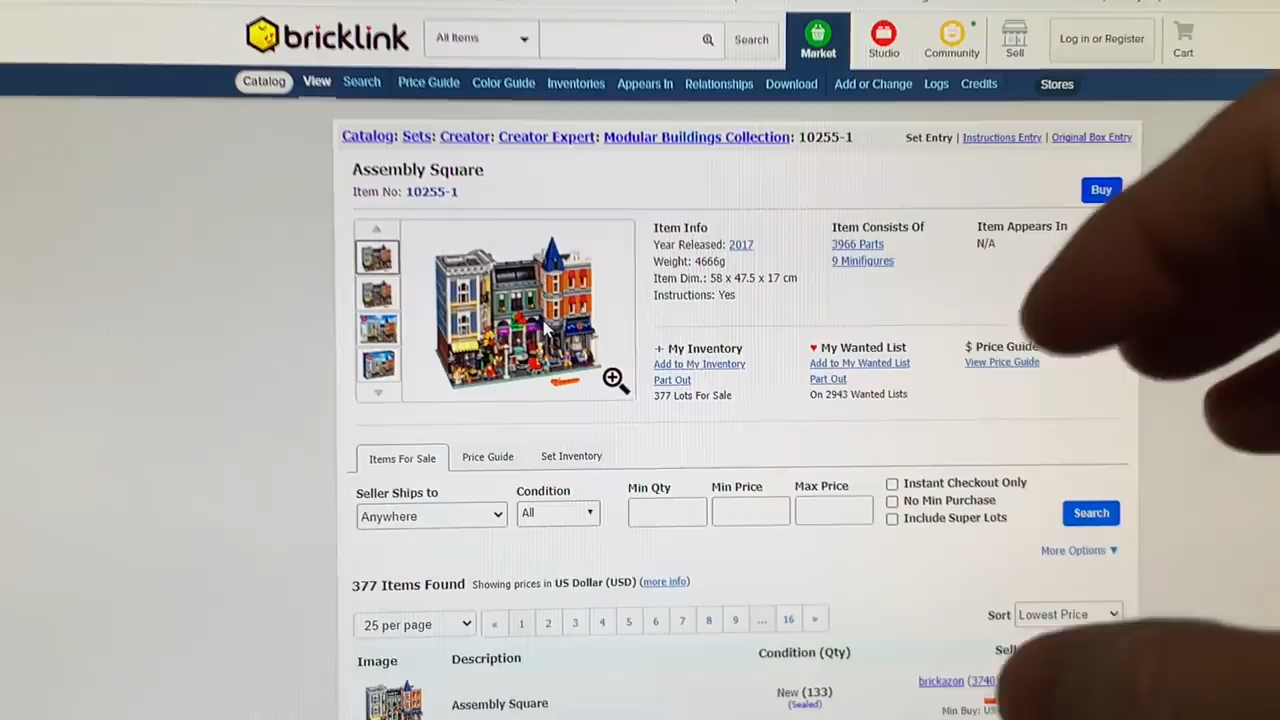 bricklink
All Items
Search
Market
Studio
Community
Sell
Log in or Register
Cart
Catalog View Search Price Guide Color Guide Inventories Appears In Relationships Download Add or Change Logs Credits Stores
Catalog: Sets: Creator: Creator Expert: Modular Buildings Collection: 10255-1
Set Entry | Instructions Entry | Original Box Entry
Assembly Square
Item No: 10255-1
Buy
Item Info
Year Released: 2017
Weight: 4666g
Item Dim.: 58 x 47.5 x 17 cm
Instructions: Yes
Item Consists Of
3966 Parts
9 Minifigures
Item Appears In
N/A
+ My Inventory
Add to My Inventory
Part Out
377 Lots For Sale
♥ My Wanted List
Add to My Wanted List
Part Out
On 2943 Wanted Lists
$ Price Guide
View Price Guide
Items For Sale
Price Guide
Set Inventory
Seller Ships to
Anywhere
Condition
All
Min Qty
Min Price
Max Price
Instant Checkout Only
No Min Purchase
Include Super Lots
Search
More Options ▼
377 Items Found Showing prices in US Dollar (USD) (more info)
25 per page
« 1 2 3 4 5 6 7 8 9 ... 16 »
Sort Lowest Price
Image
Description
Condition (Qty)
Assembly Square
New (133)
(Sealed)
brickazon (3740)
Min Buy: